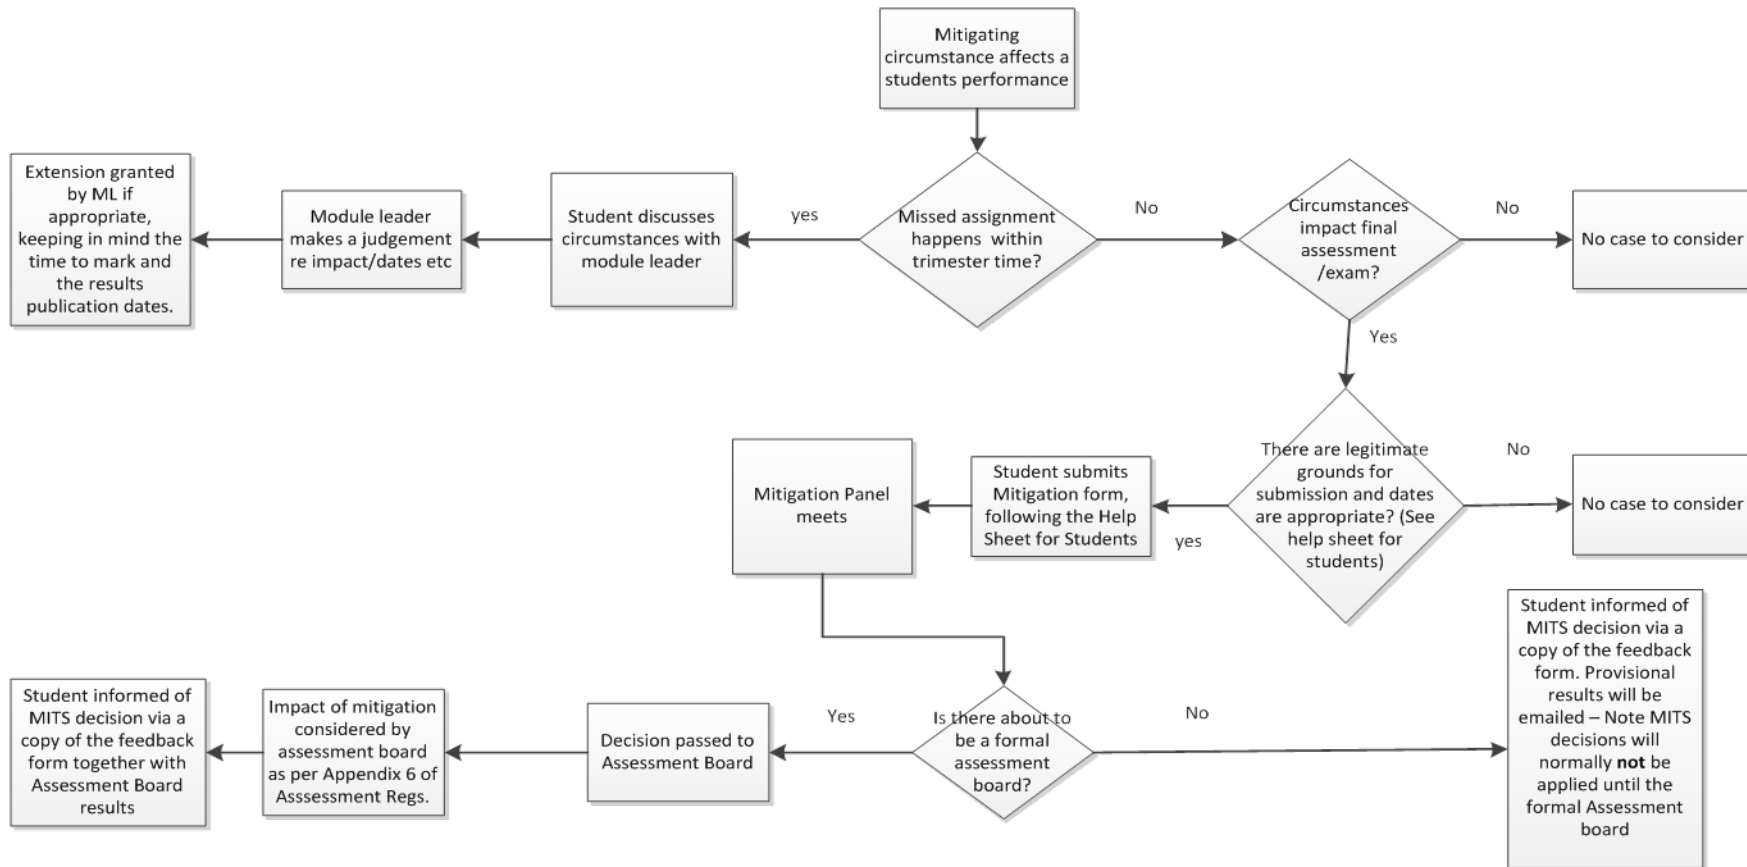 Mitigating
circumstance affects a
students performance
Extension granted
by ML if
appropriate,
keeping in mind the
time to mark and
the results
publication dates.
Module leader
makes a judgement
re impact/dates etc
Student discusses
circumstances with
module leader
yes
Missed assignment
happens within
trimester time?
No
Circumstances
impact final
assessment
/exam?
No
No case to consider
Yes
There are legitimate
grounds for
submission and dates
are appropriate? (See
help sheet for
students)
No
No case to consider
yes
Student submits
Mitigation form,
following the Help
Sheet for Students
Mitigation Panel
meets
Is there about to
be a formal
assessment
board?
Yes
Decision passed to
Assessment Board
Impact of mitigation
considered by
assessment board
as per Appendix 6 of
Asssessment Regs.
Student informed of
MITS decision via a
copy of the feedback
form together with
Assessment Board
results
No
Student informed of
MITS decision via a
copy of the feedback
form. Provisional
results will be
emailed – Note MITS
decisions will
normally not be
applied until the
formal Assessment
board